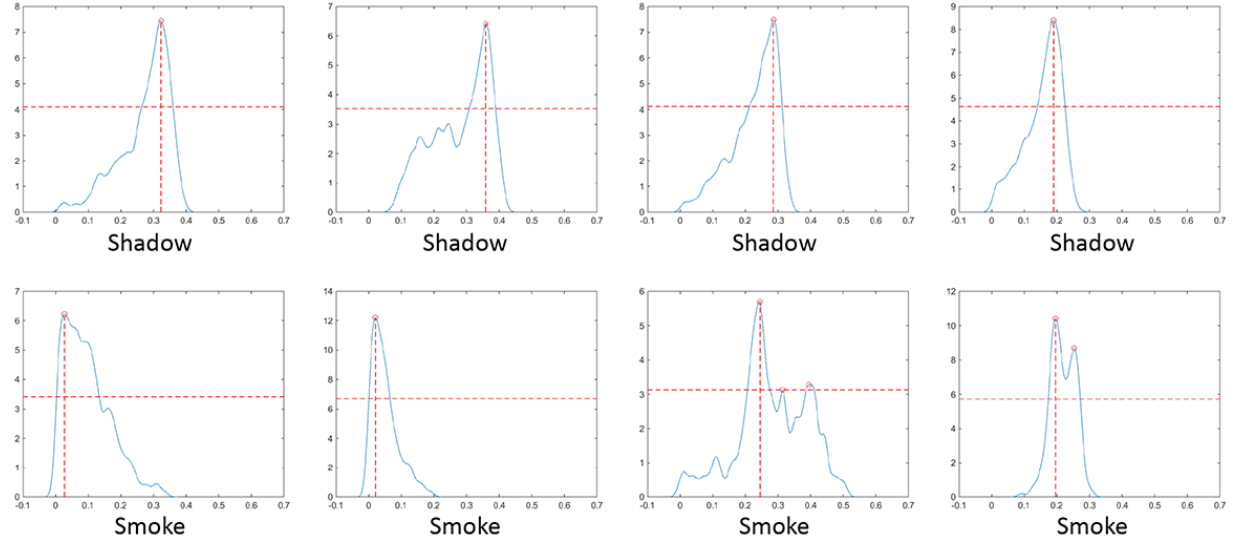 8 7 6 5 4 3 2 1 0
-0.1 0 0.1 0.2 0.3 0.4 0.5 0.6 0.7
Shadow
7 6 5 4 3 2 1 0
-0.1 0 0.1 0.2 0.3 0.4 0.5 0.6 0.7
Shadow
8 7 6 5 4 3 2 1 0
-0.1 0 0.1 0.2 0.3 0.4 0.5 0.6 0.7
Shadow
9 8 7 6 5 4 3 2 1 0
-0.1 0 0.1 0.2 0.3 0.4 0.5 0.6 0.7
Shadow
7 6 5 4 3 2 1 0
-0.1 0 0.1 0.2 0.3 0.4 0.5 0.6 0.7
Smoke
14 12 10 8 6 4 2 0
-0.1 0 0.1 0.2 0.3 0.4 0.5 0.6 0.7
Smoke
6 5 4 3 2 1 0
-0.1 0 0.1 0.2 0.3 0.4 0.5 0.6 0.7
Smoke
12 10 8 6 4 2 0
-0.1 0 0.1 0.2 0.3 0.4 0.5 0.6 0.7
Smoke